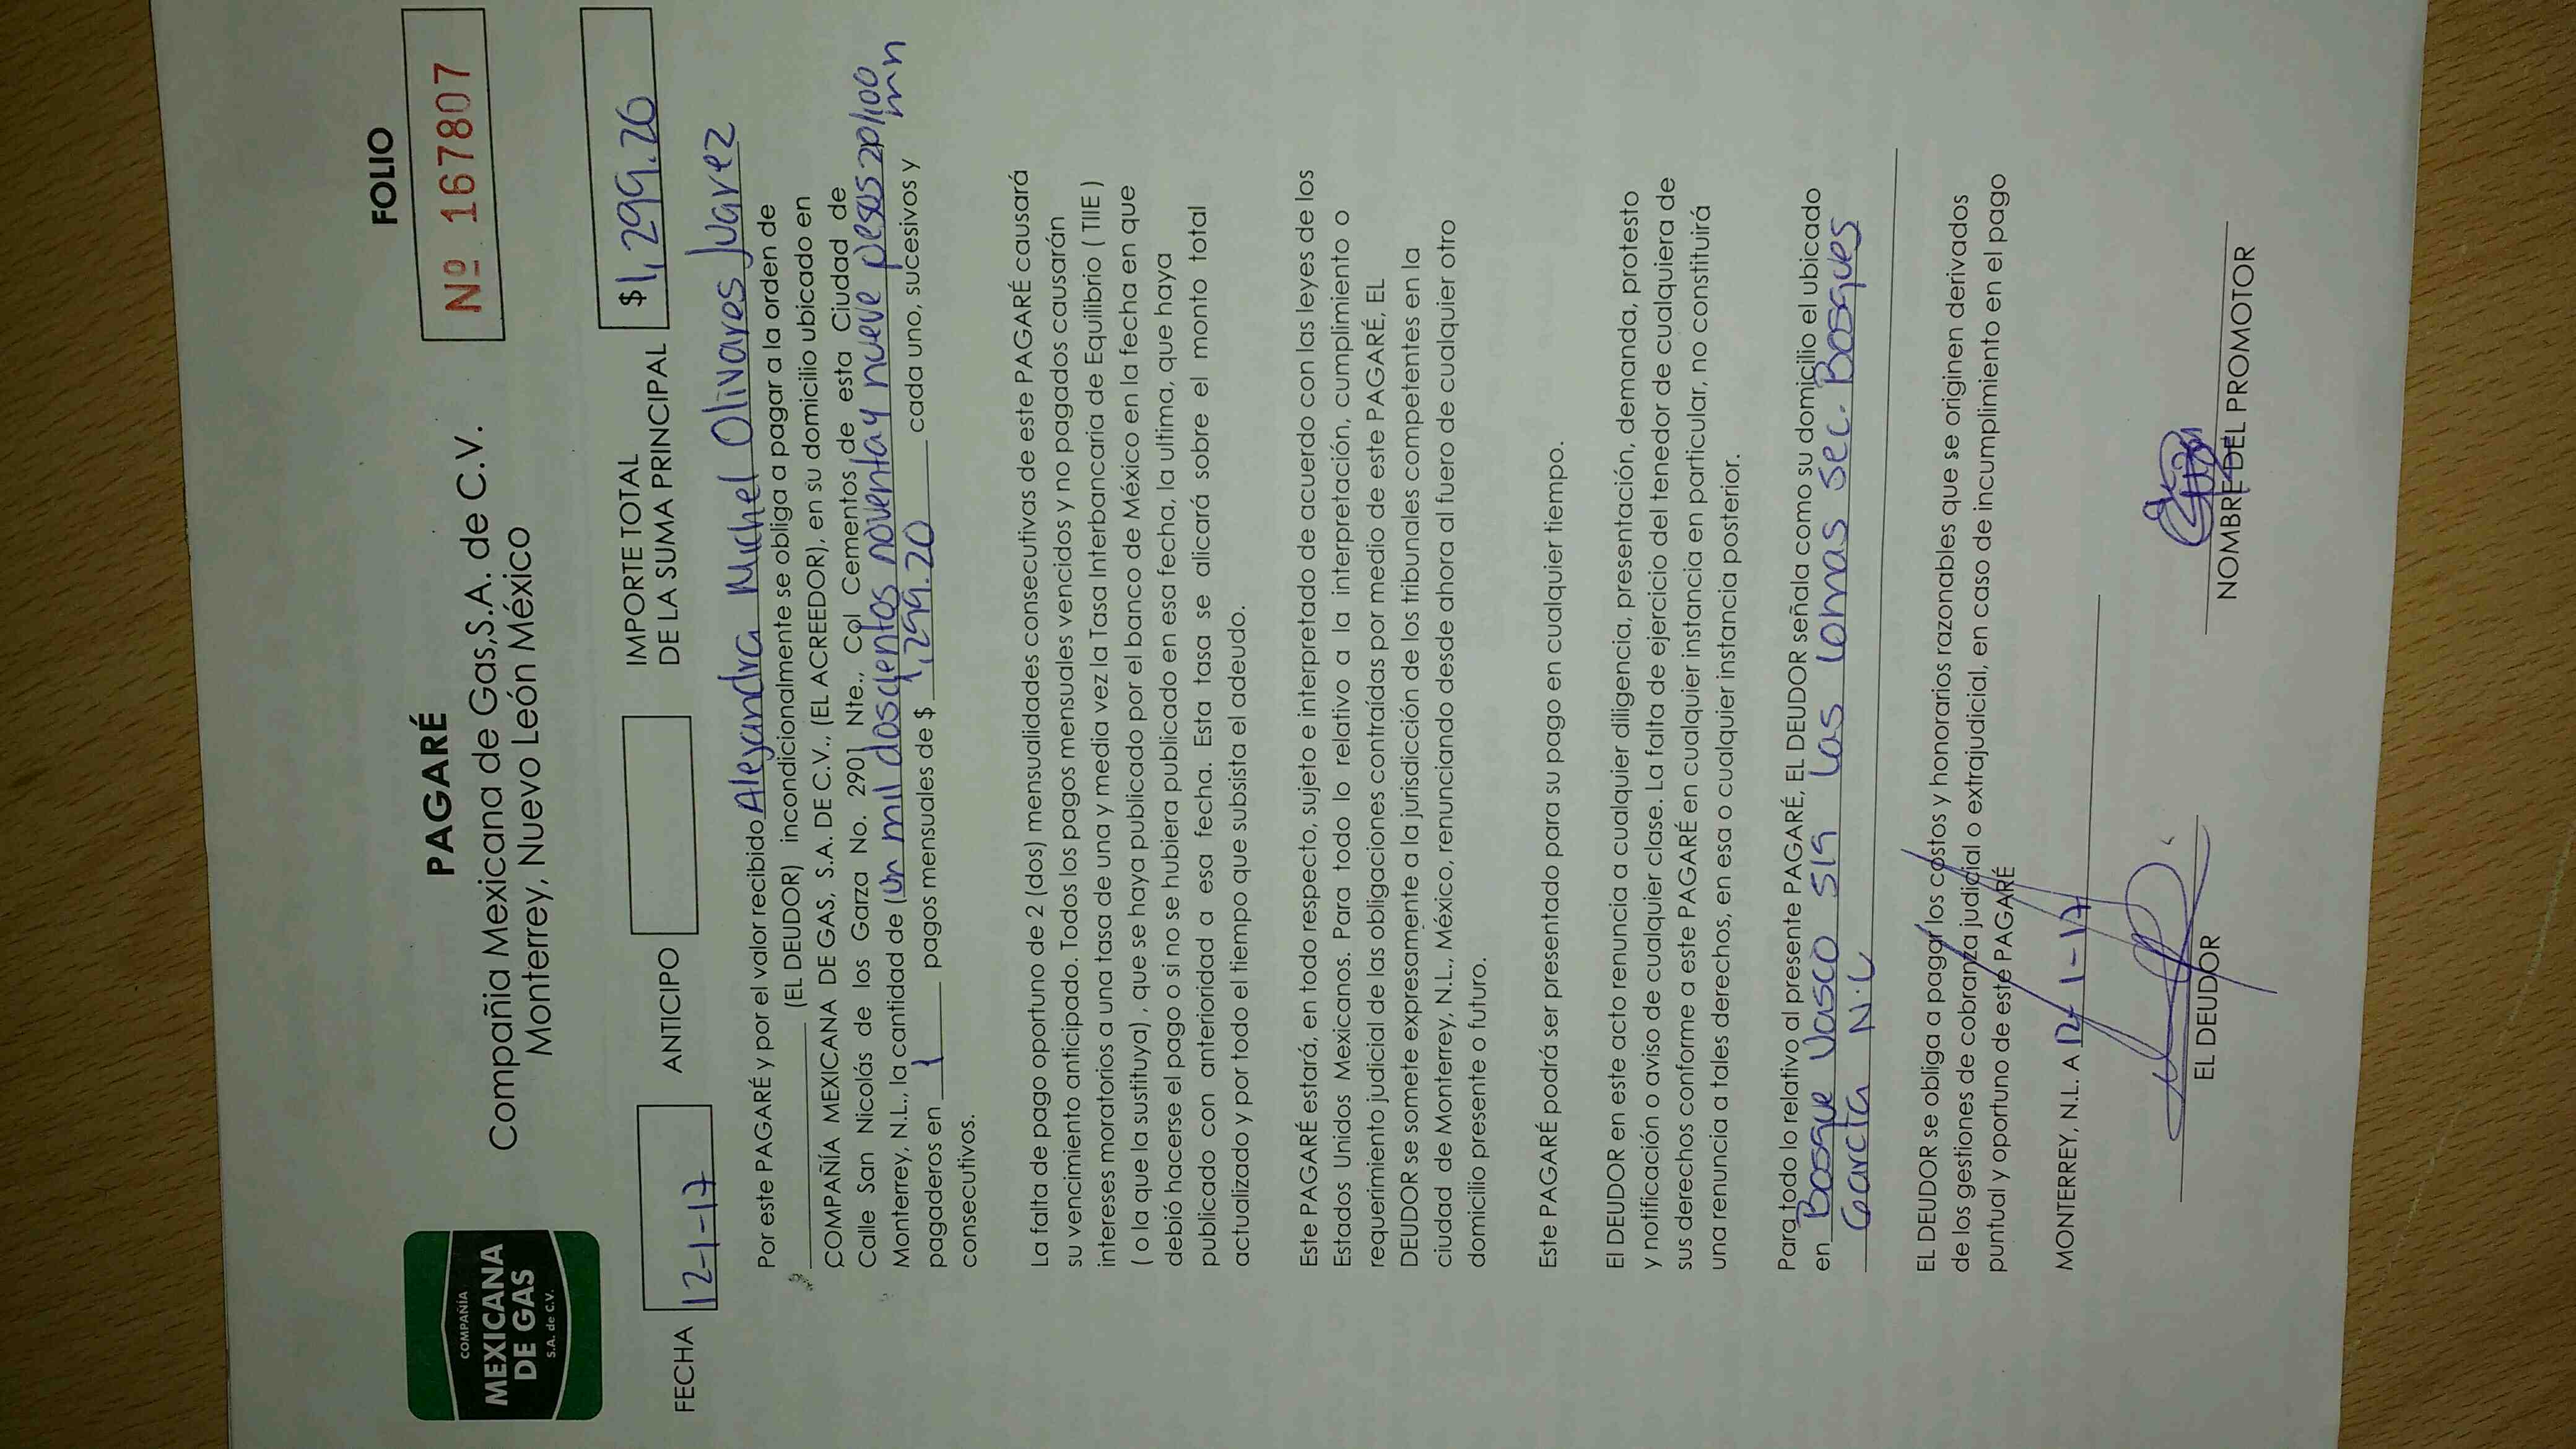 COMPAÑÍA
MEXICANA
DE GAS
S.A. de C.V.
PAGARÉ
Compañia Mexicana de Gas,S.A. de C.V.
Monterrey, Nuevo León México
FOLIO
Nº 167807
FECHA 12-1-17 ANTICIPO IMPORTE TOTAL
DE LA SUMA PRINCIPAL $1,299.20
Por este PAGARÉ y por el valor recibido Alejandra Michel Olivares Juarez
(EL DEUDOR) incondicionalmente se obliga a pagar a la orden de
COMPAÑÍA MEXICANA DE GAS, S.A. DE C.V., (EL ACREEDOR), en su domicilio ubicado en
Calle San Nicolás de los Garza No. 2901 Nte., Col Cementos de esta Ciudad de
Monterrey, N.L., la cantidad de (un mil doscientos noventa y nueve pesos 20/100
mn
pagaderos en 1 pagos mensuales de $ 1,299.20 cada uno, sucesivos y
consecutivos.
La falta de pago oportuno de 2 (dos) mensualidades consecutivas de este PAGARÉ causará
su vencimiento anticipado. Todos los pagos mensuales vencidos y no pagados causarán
intereses moratorios a una tasa de una y media vez la Tasa Interbancaria de Equilibrio ( TIIE )
( o la que la sustituya) , que se haya publicado por el banco de México en la fecha en que
debió hacerse el pago o si no se hubiera publicado en esa fecha, la ultima, que haya
publicado con anterioridad a esa fecha. Esta tasa se alicará sobre el monto total
actualizado y por todo el tiempo que subsista el adeudo.
Este PAGARÉ estará, en todo respecto, sujeto e interpretado de acuerdo con las leyes de los
Estados Unidos Mexicanos. Para todo lo relativo a la interpretación, cumplimiento o
requerimiento judicial de las obligaciones contraídas por medio de este PAGARÉ, EL
DEUDOR se somete expresamente a la jurisdicción de los tribunales competentes en la
ciudad de Monterrey, N.L., México, renunciando desde ahora al fuero de cualquier otro
domicilio presente o futuro.
Este PAGARÉ podrá ser presentado para su pago en cualquier tiempo.
El DEUDOR en este acto renuncia a cualquier diligencia, presentación, demanda, protesto
y notificación o aviso de cualquier clase. La falta de ejercicio del tenedor de cualquiera de
sus derechos conforme a este PAGARÉ en cualquier instancia en particular, no constituirá
una renuncia a tales derechos, en esa o cualquier instancia posterior.
Para todo lo relativo al presente PAGARÉ, EL DEUDOR señala como su domicilio el ubicado
en Bosque Vasco 519 Las Lomas Sec. Bosques
Garcia N.L
EL DEUDOR se obliga a pagar los costos y honorarios razonables que se originen derivados
de los gestiones de cobranza judicial o extrajudicial, en caso de incumplimiento en el pago
puntual y oportuno de este PAGARÉ
MONTERREY, N.L. A 12-1-17
EL DEUDOR
NOMBRE DEL PROMOTOR